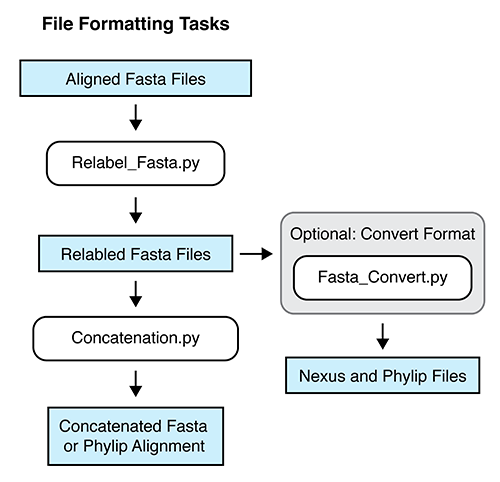 File Formatting Tasks
Aligned Fasta Files
Relabel_Fasta.py
Relabled Fasta Files
Optional: Convert Format
Fasta_Convert.py
Concatenation.py
Nexus and Phylip Files
Concatenated Fasta
or Phylip Alignment